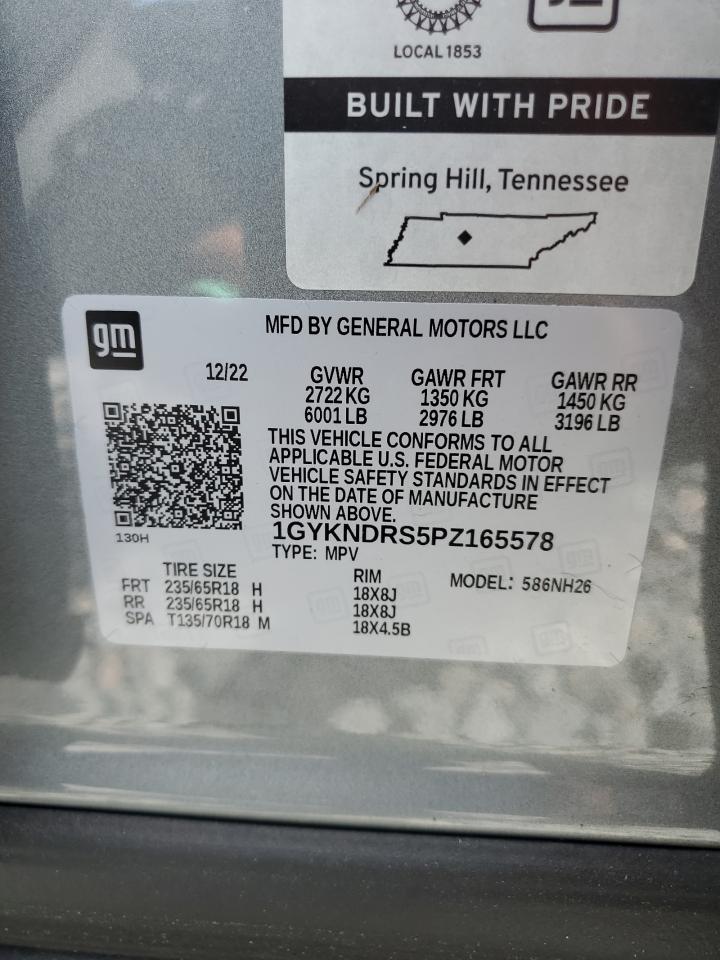 LOCAL 1853
BUILT WITH PRIDE
Spring Hill, Tennessee
gm
MFD BY GENERAL MOTORS LLC
12/22 GVWR GAWR FRT GAWR RR
2722 KG 1350 KG 1450 KG
6001 LB 2976 LB 3196 LB
THIS VEHICLE CONFORMS TO ALL
APPLICABLE U.S. FEDERAL MOTOR
VEHICLE SAFETY STANDARDS IN EFFECT
ON THE DATE OF MANUFACTURE
SHOWN ABOVE.
130H
1GYKNDRS5PZ165578
TYPE: MPV
TIRE SIZE RIM MODEL: 586NH26
FRT 235/65R18 H 18X8J
RR 235/65R18 H 18X8J
SPA T135/70R18 M 18X4.5B